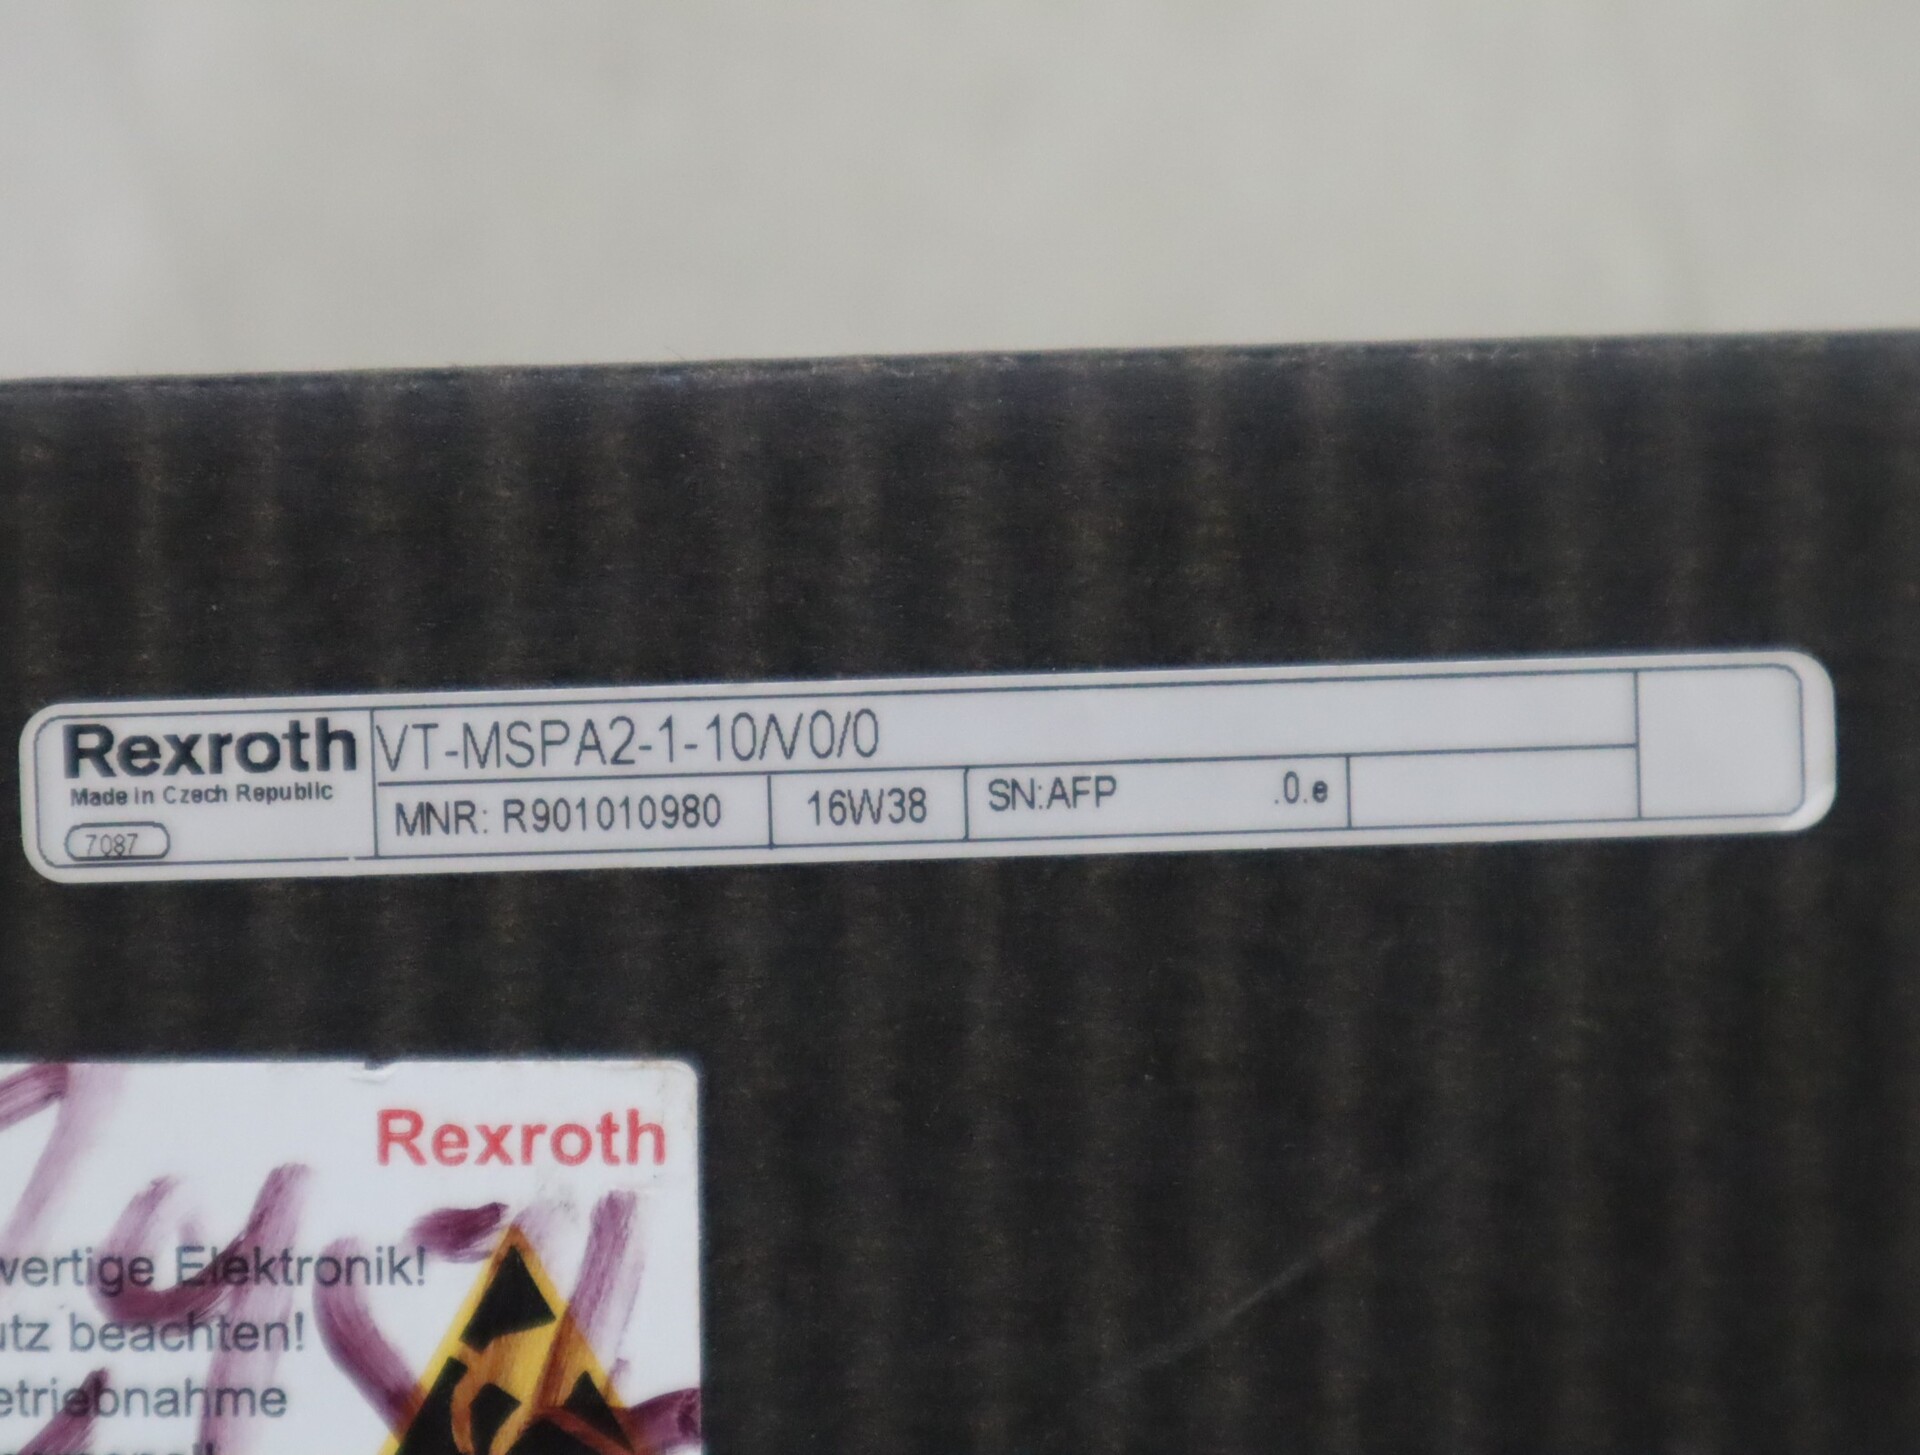 Rexroth
Made in Czech Republic
7087
VT-MSPA2-1-10/V0/0
MNR: R901010980
16W38
SN:AFP .0.e
Rexroth
wertige Elektronik!
utz beachten!
etriebnahme